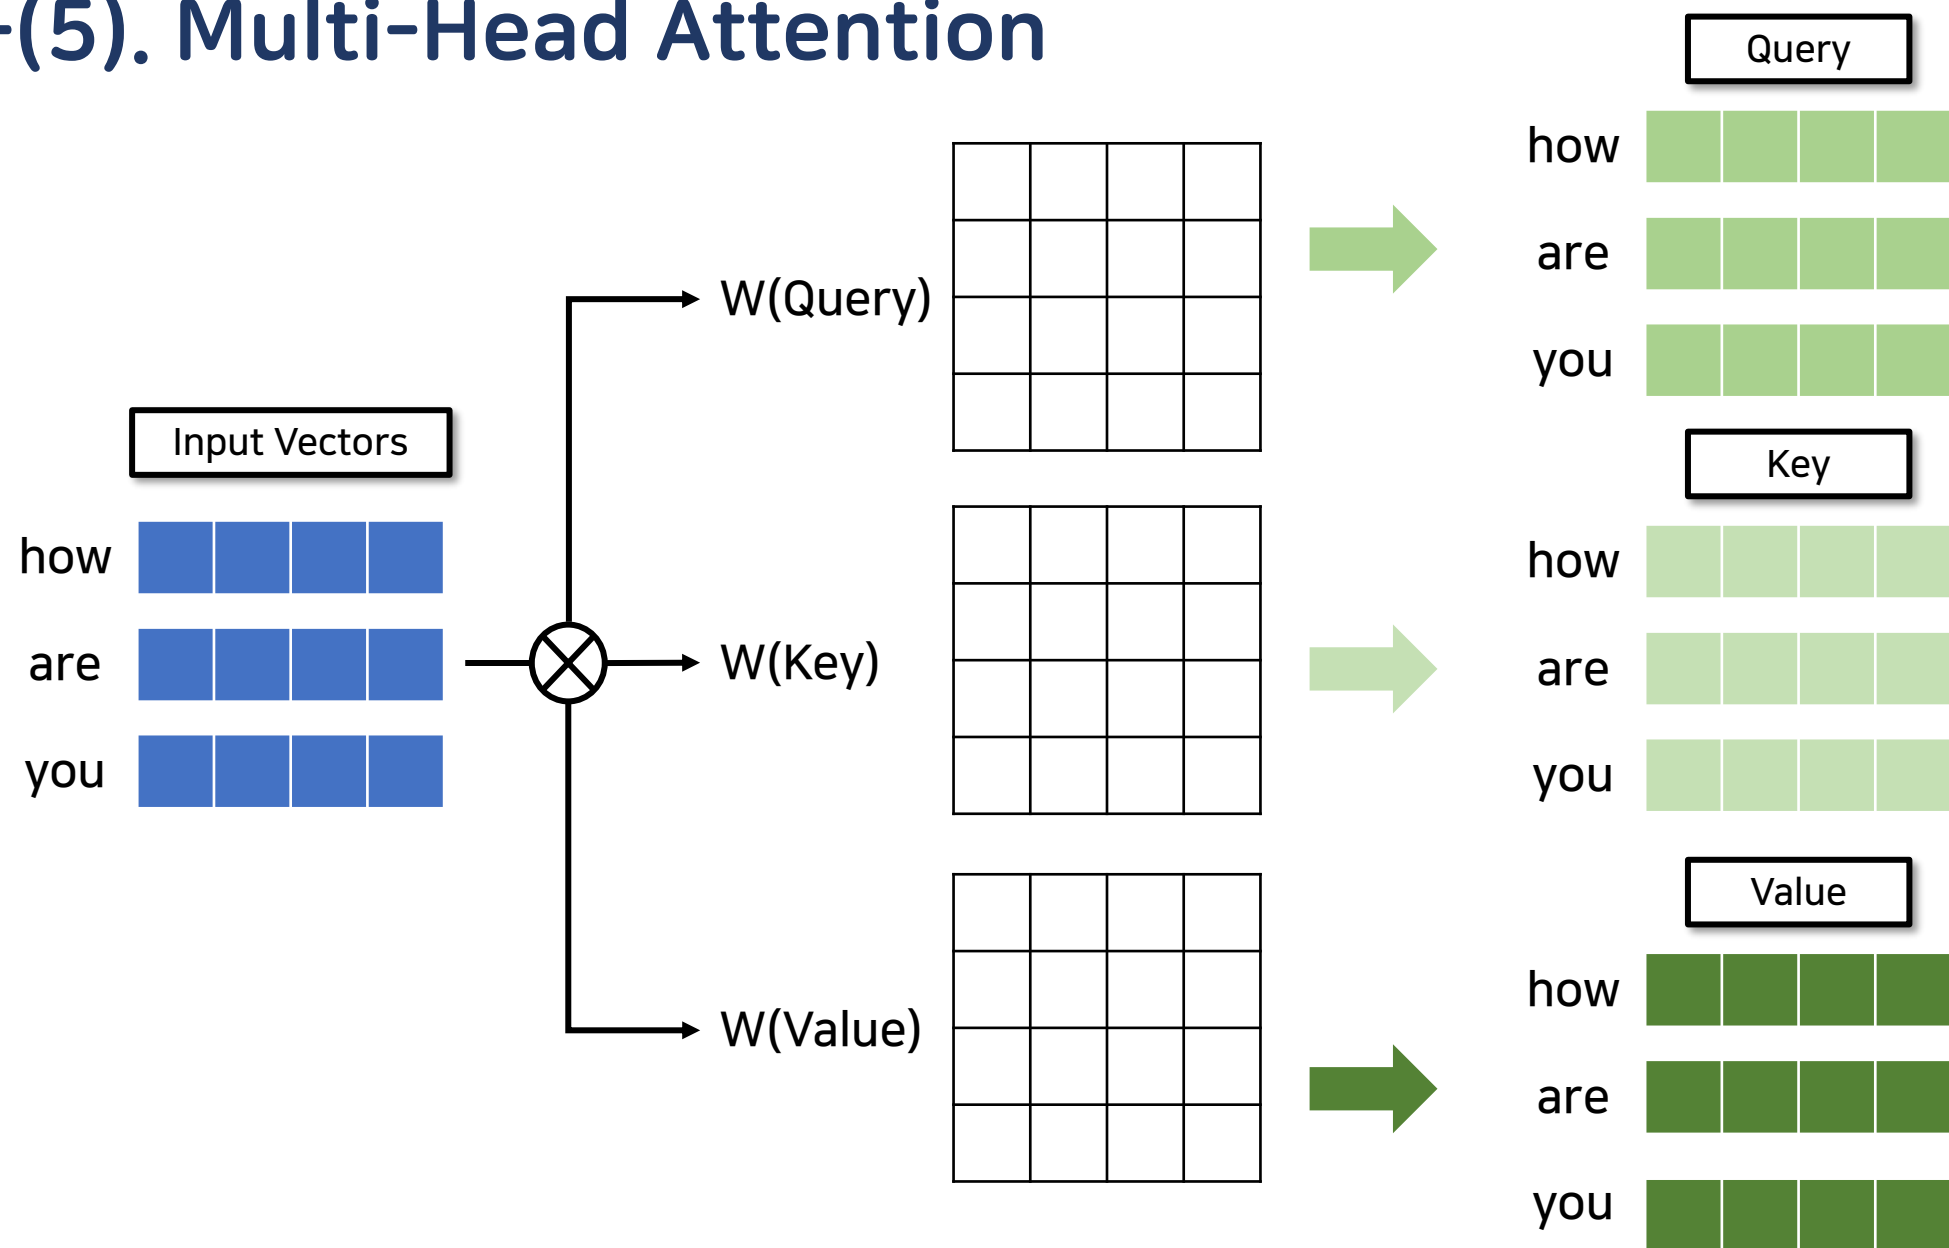 -(5). Multi-Head Attention
Input Vectors
how
are
you
W(Query)
W(Key)
W(Value)
Query
how
are
you
Key
how
are
you
Value
how
are
you